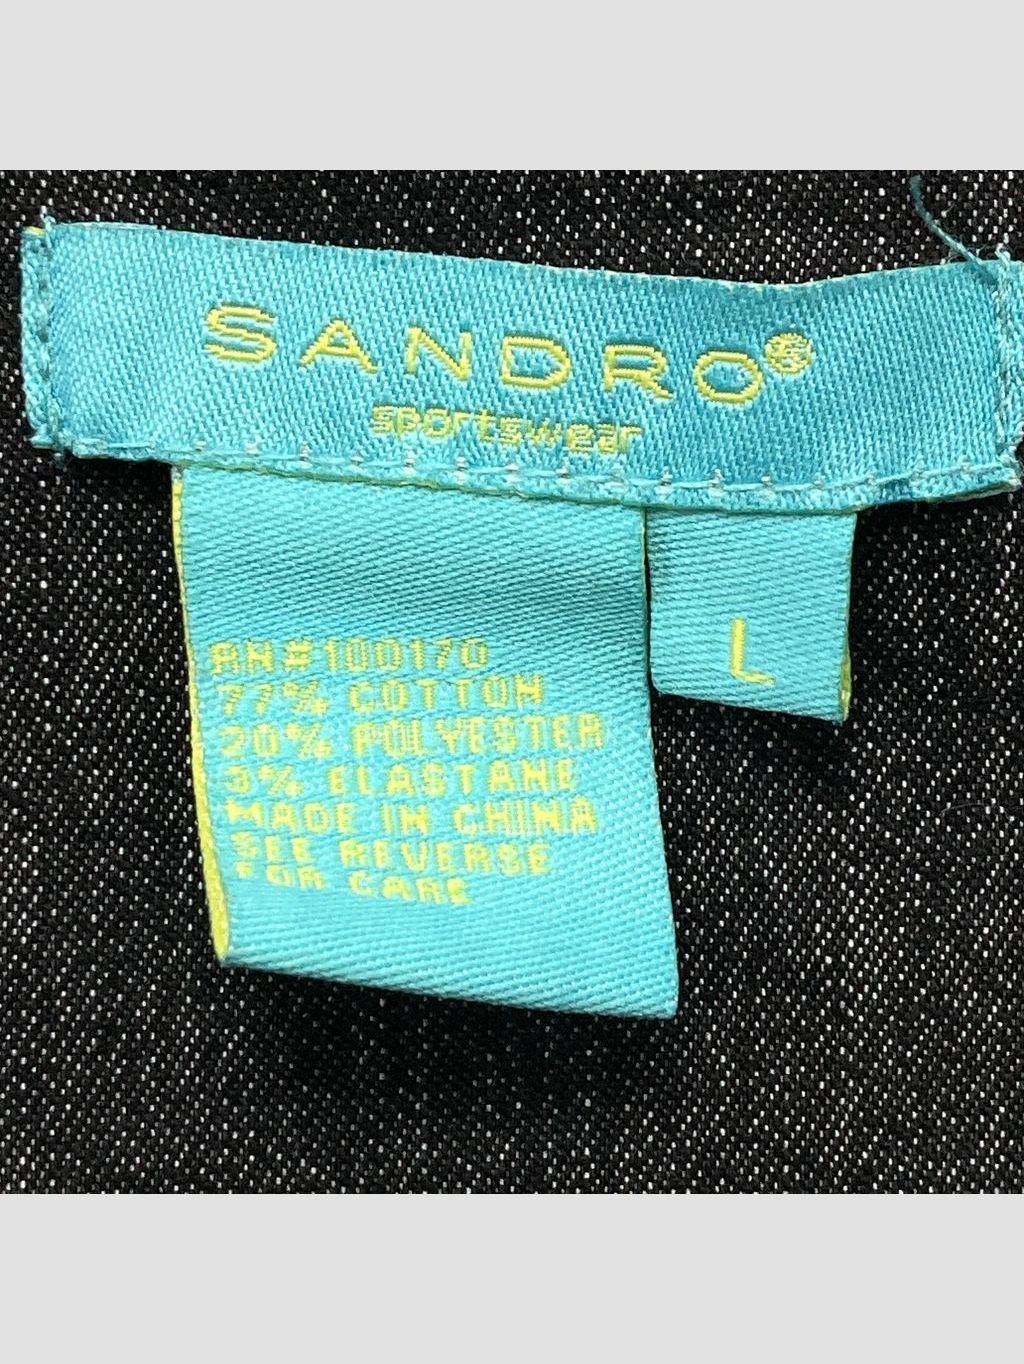 SANDRO®
sportswear
L
RN#100170
77% COTTON
20% POLYESTER
3% ELASTANE
MADE IN CHINA
SEE REVERSE
FOR CARE